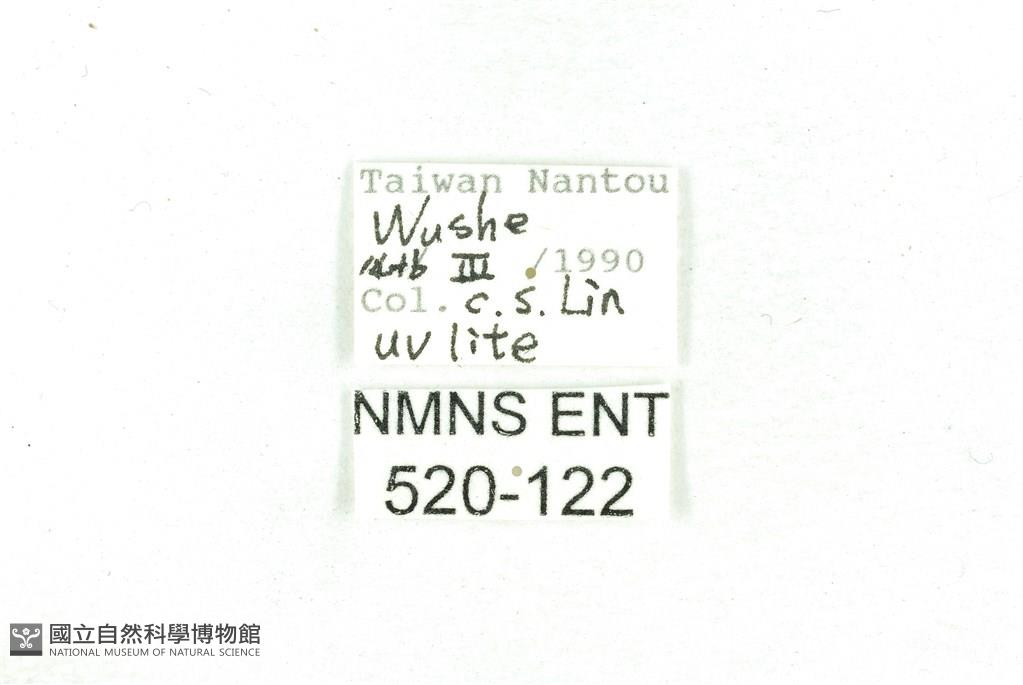 Taiwan Nantou
Wushe
III /1990
Col. C.S. Lin
uv lite
NMNS ENT
520-122
國立自然科學博物館
NATIONAL MUSEUM OF NATURAL SCIENCE